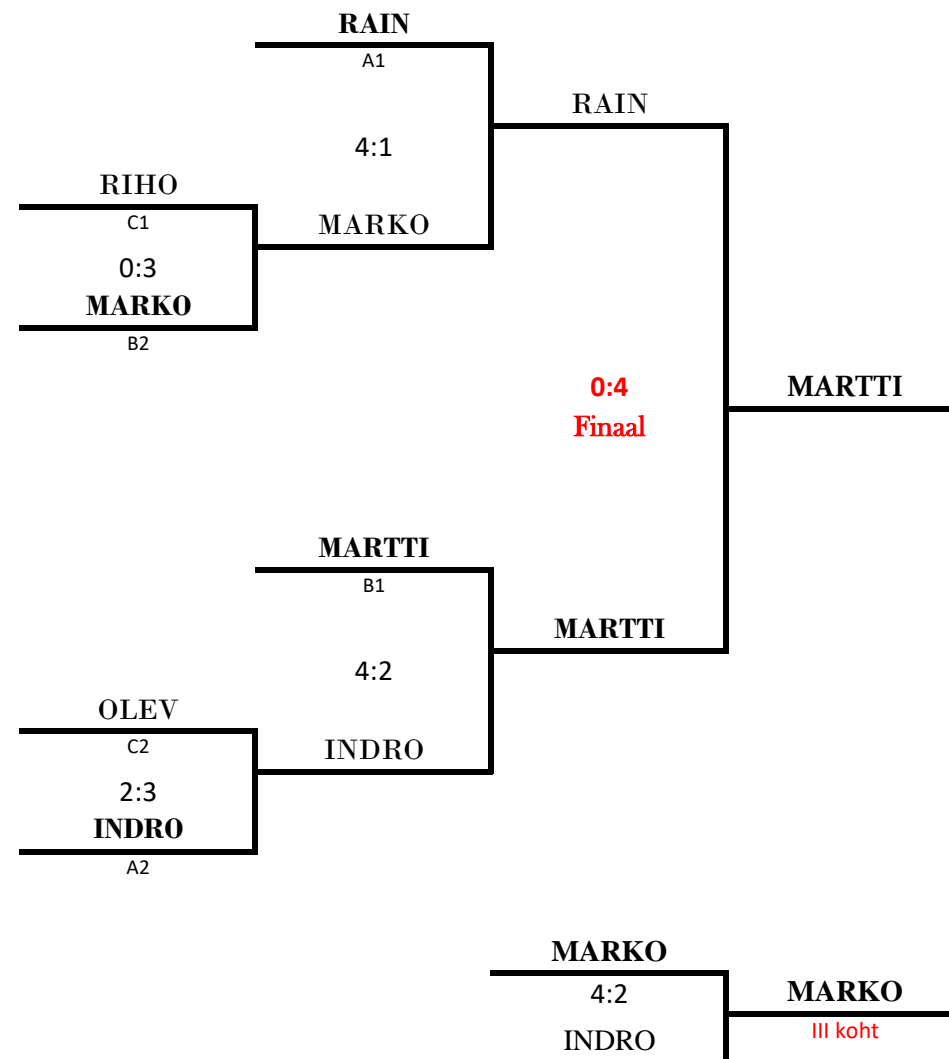 RAIN
A1
RAIN
4:1
RIHO
C1
MARKO
0:3
MARKO
B2
0:4
MARTTI
Finaal
MARTTI
B1
MARTTI
4:2
OLEV
C2
INDRO
2:3
INDRO
A2
MARKO
4:2
MARKO
III koht
INDRO